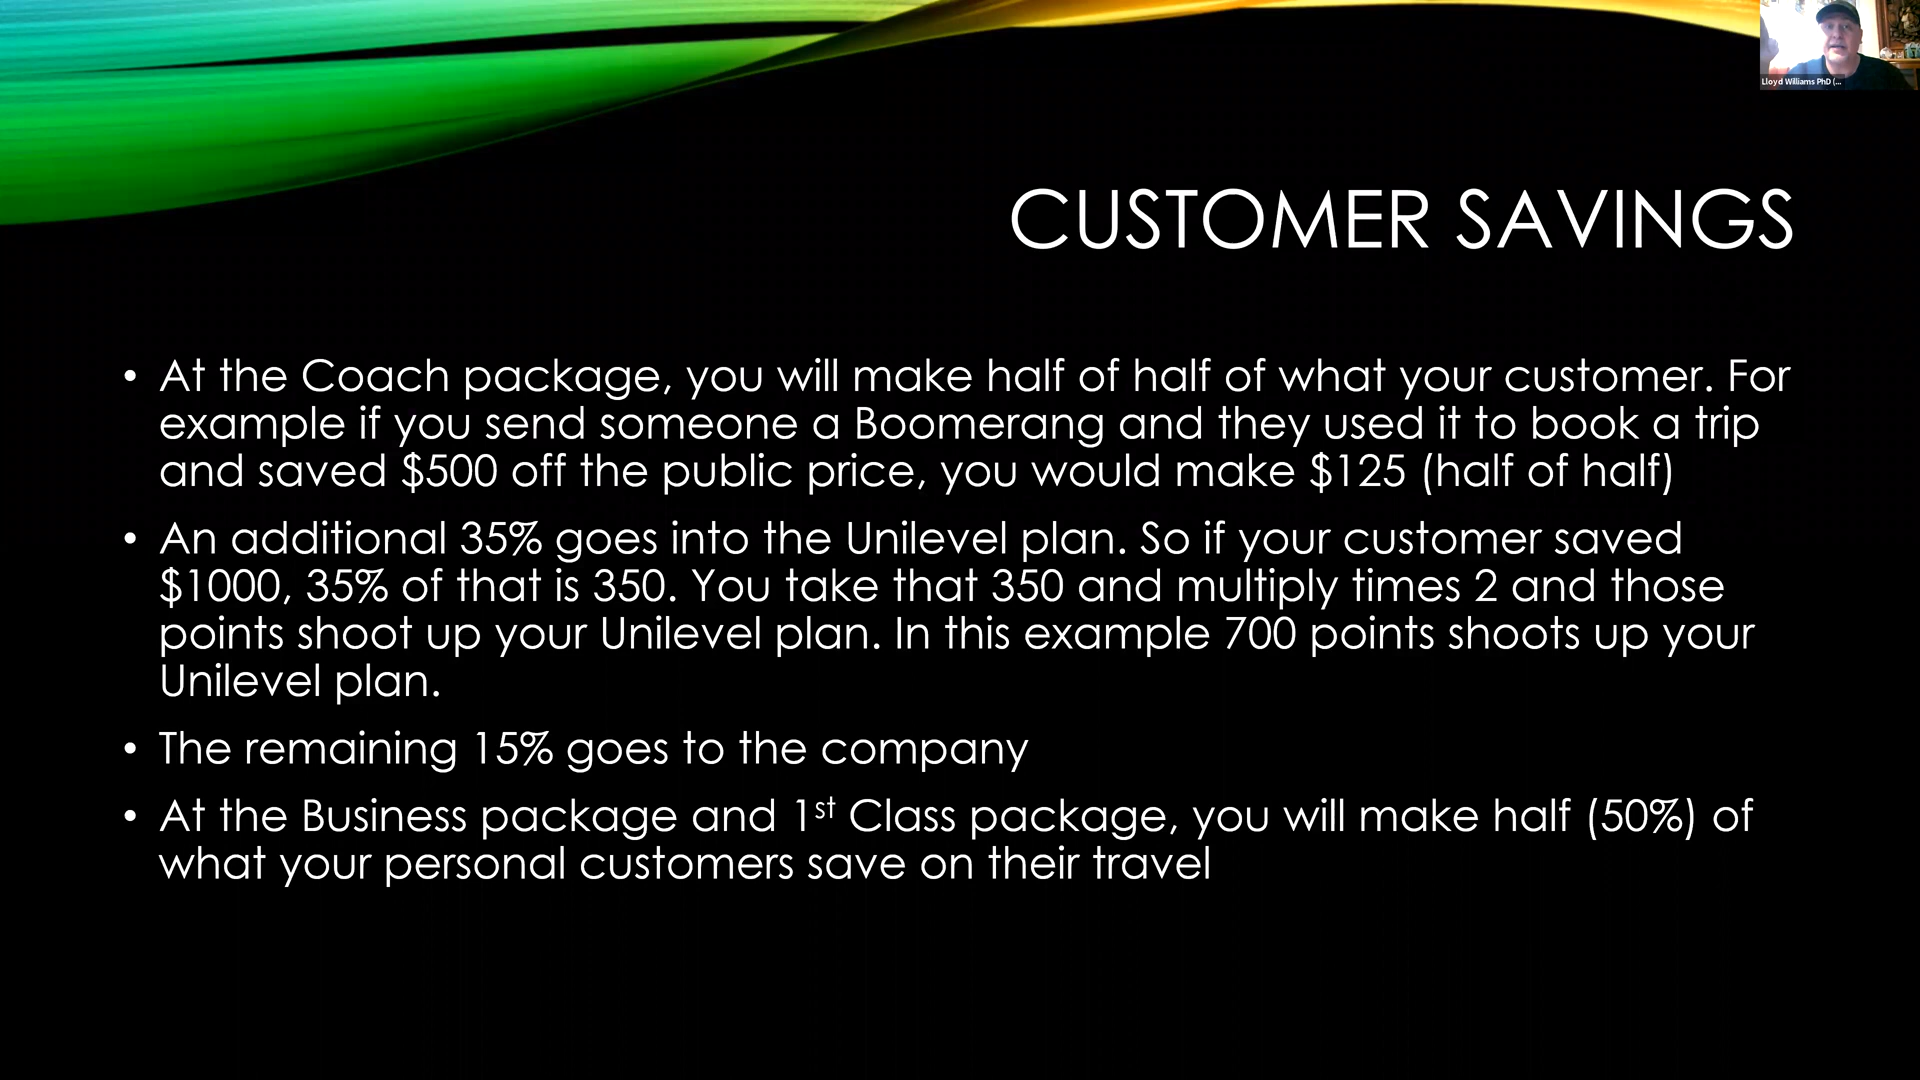 Lloyd Williams PhD (...
CUSTOMER SAVINGS
• At the Coach package, you will make half of half of what your customer. For
example if you send someone a Boomerang and they used it to book a trip
and saved $500 off the public price, you would make $125 (half of half)
• An additional 35% goes into the Unilevel plan. So if your customer saved
$1000, 35% of that is 350. You take that 350 and multiply times 2 and those
points shoot up your Unilevel plan. In this example 700 points shoots up your
Unilevel plan.
• The remaining 15% goes to the company
• At the Business package and 1st Class package, you will make half (50%) of
what your personal customers save on their travel